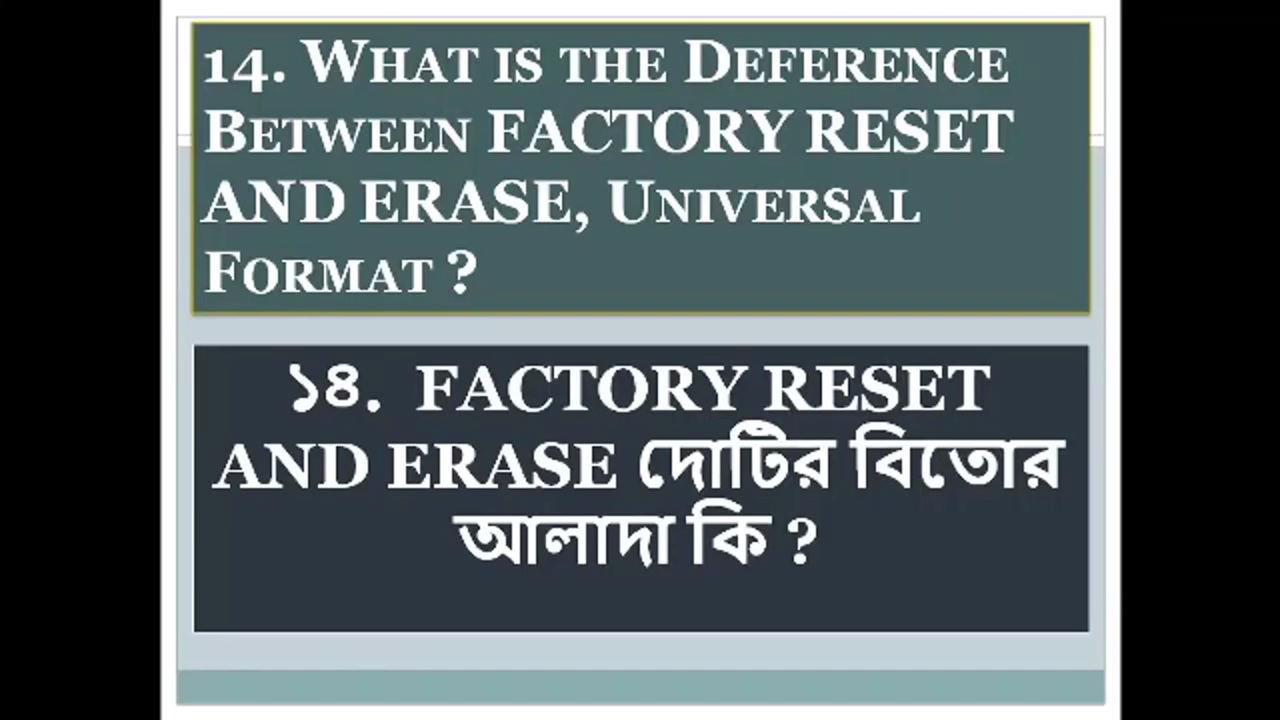 14. What is the Deference
Between FACTORY RESET
AND ERASE, Universal
Format ?
১৪. FACTORY RESET
AND ERASE দোটির বিতোর
আলাদা কি ?